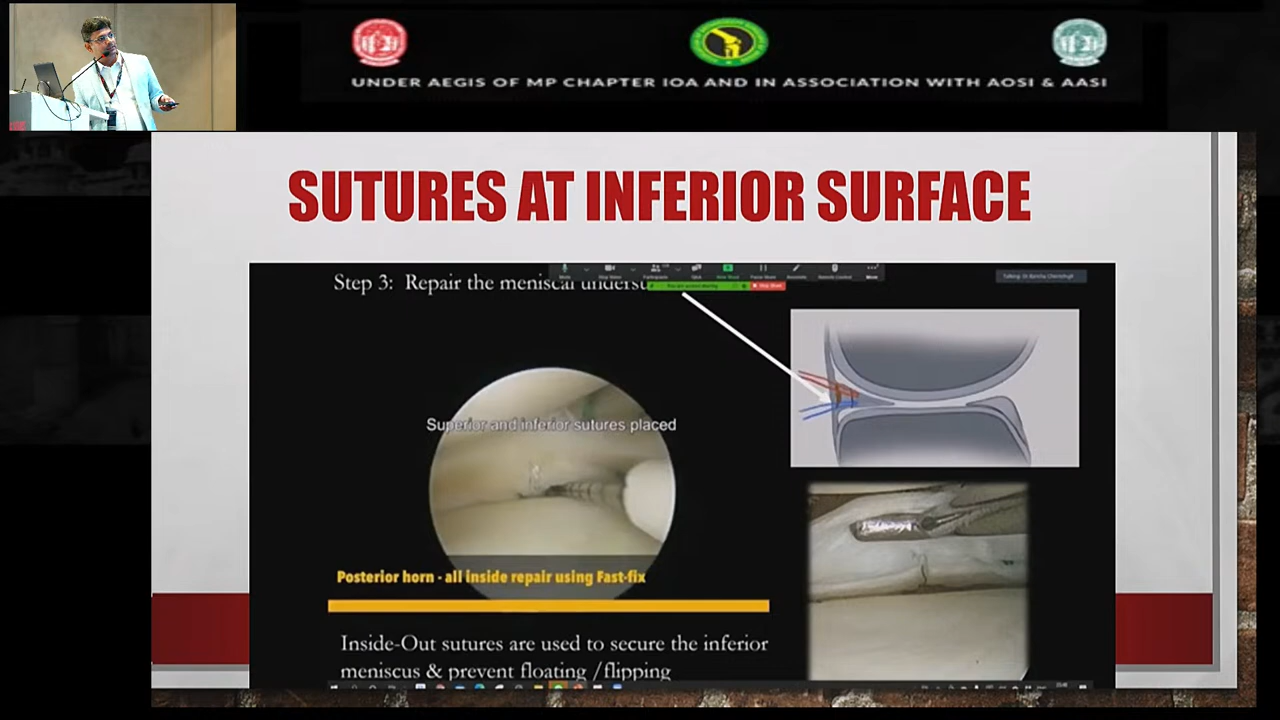 UNDER AEGIS OF MP CHAPTER IOA AND IN ASSOCIATION WITH AOSI & AASI
SUTURES AT INFERIOR SURFACE
Step 3: Repair the meniscal undersu
Superior and inferior sutures placed
Posterior horn - all inside repair using Fast-fix
Inside-Out sutures are used to secure the inferior
meniscus & prevent floating /flipping